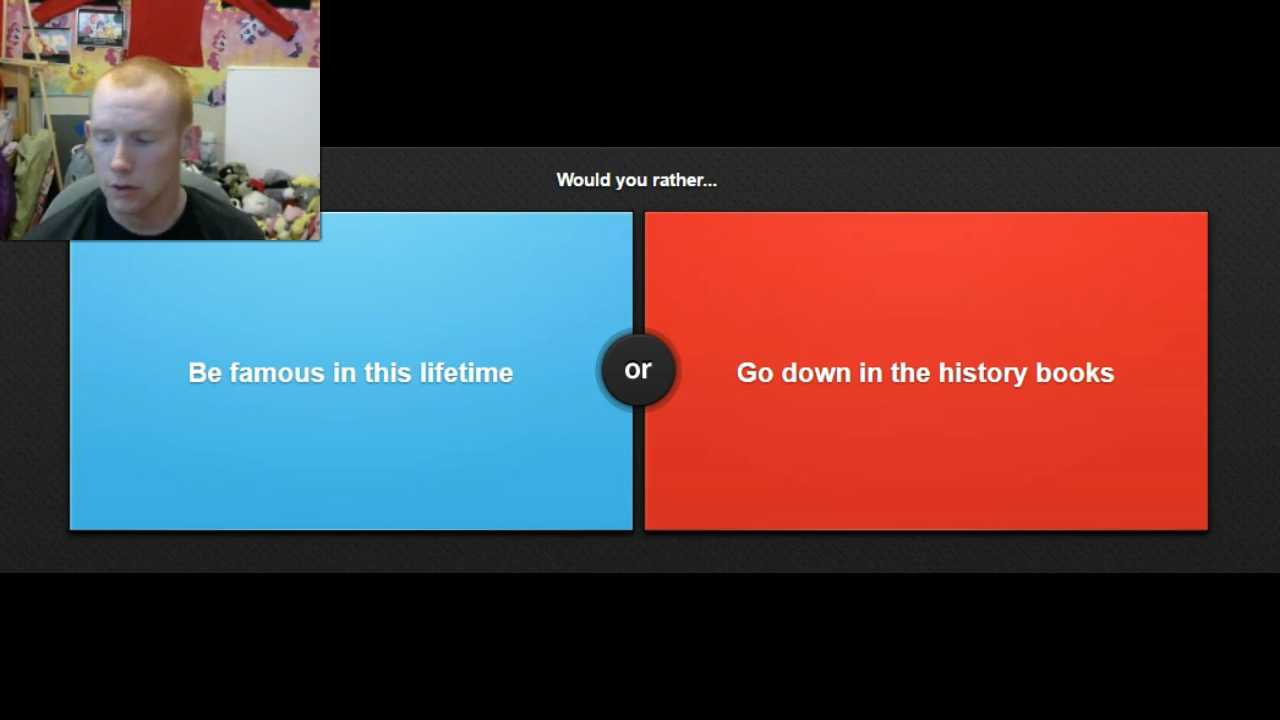 Would you rather...
Be famous in this lifetime
or
Go down in the history books